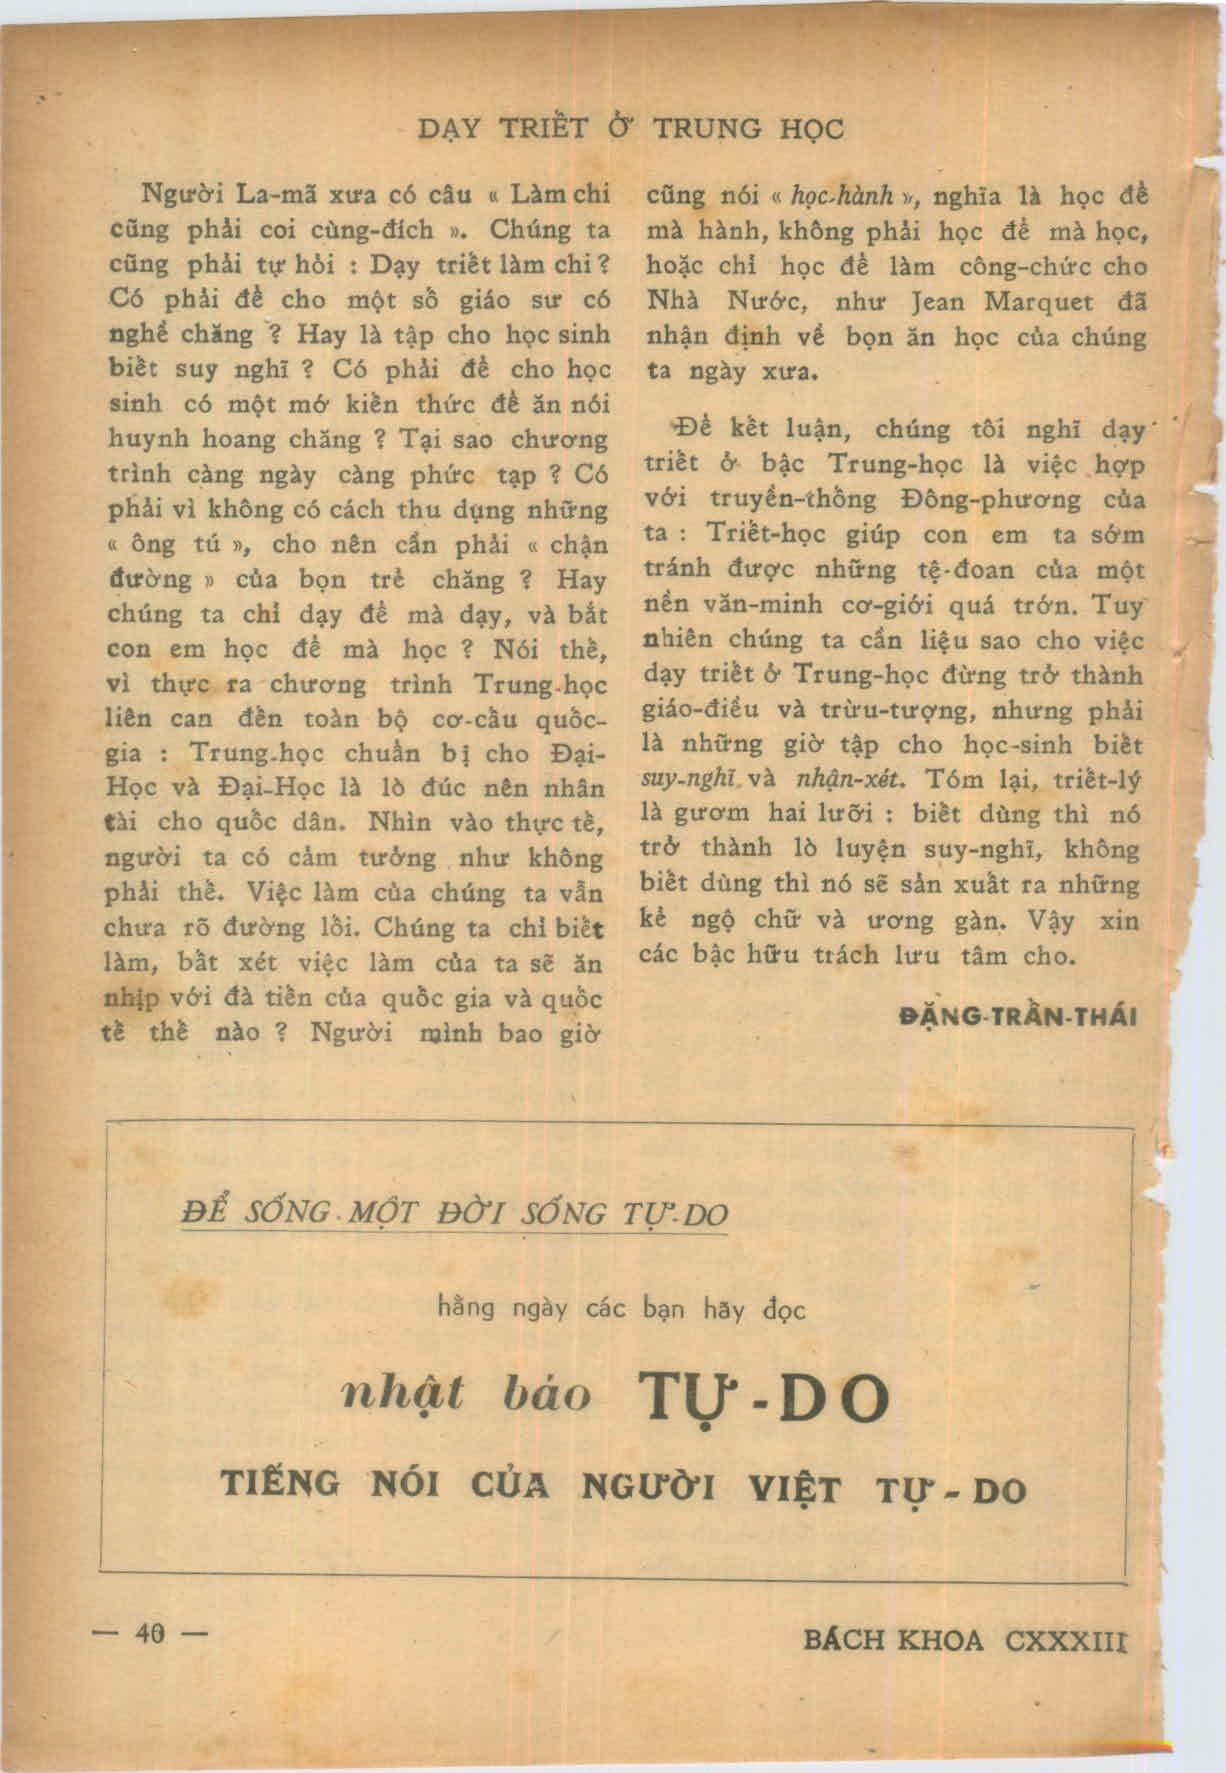 DẠY TRIẾT Ở TRUNG HỌC
Người La-mã xưa có câu « Làm chi
cũng phải coi cùng-đích ». Chúng ta
cũng phải tự hỏi : Dạy triết làm chi ?
Có phải để cho một số giáo sư có
nghề chăng ? Hay là tập cho học sinh
biết suy nghĩ ? Có phải để cho học
sinh có một mớ kiến thức để ăn nói
huynh hoang chăng ? Tại sao chương
trình càng ngày càng phức tạp ? Có
phải vì không có cách thu dụng những
« ông tú », cho nên cần phải « chận
đường » của bọn trẻ chăng ? Hay
chúng ta chỉ dạy để mà dạy, và bắt
con em học để mà học ? Nói thế,
vì thực ra chương trình Trung-học
liên can đến toàn bộ cơ-cấu quốc-
gia : Trung-học chuẩn bị cho Đại-
Học và Đại-Học là lò đúc nên nhân
tài cho quốc dân. Nhìn vào thực tế,
người ta có cảm tưởng như không
phải thế. Việc làm của chúng ta vẫn
chưa rõ đường lối. Chúng ta chỉ biết
làm, bất xét việc làm của ta sẽ ăn
nhịp với đà tiến của quốc gia và quốc
tế thế nào ? Người mình bao giờ
cũng nói « học-hành », nghĩa là học để
mà hành, không phải học để mà học,
hoặc chỉ học để làm công-chức cho
Nhà Nước, như Jean Marquet đã
nhận định về bọn ăn học của chúng
ta ngày xưa.
Để kết luận, chúng tôi nghĩ dạy
triết ở bậc Trung-học là việc hợp
với truyền-thống Đông-phương của
ta : Triết-học giúp con em ta sớm
tránh được những tệ-đoan của một
nền văn-minh cơ-giới quá trớn. Tuy
nhiên chúng ta cần liệu sao cho việc
dạy triết ở Trung-học đừng trở thành
giáo-điều và trừu-tượng, nhưng phải
là những giờ tập cho học-sinh biết
suy-nghĩ và nhận-xét. Tóm lại, triết-lý
là gươm hai lưỡi : biết dùng thì nó
trở thành lò luyện suy-nghĩ, không
biết dùng thì nó sẽ sản xuất ra những
kẻ ngộ chữ và ương gàn. Vậy xin
các bậc hữu trách lưu tâm cho.
ĐẶNG-TRẦN-THÁI
ĐỂ SỐNG MỘT ĐỜI SỐNG TỰ-DO
hằng ngày các bạn hãy đọc
nhật báo TỰ-DO
TIẾNG NÓI CỦA NGƯỜI VIỆT TỰ-DO
— 40 —
BÁCH KHOA CXXXIII